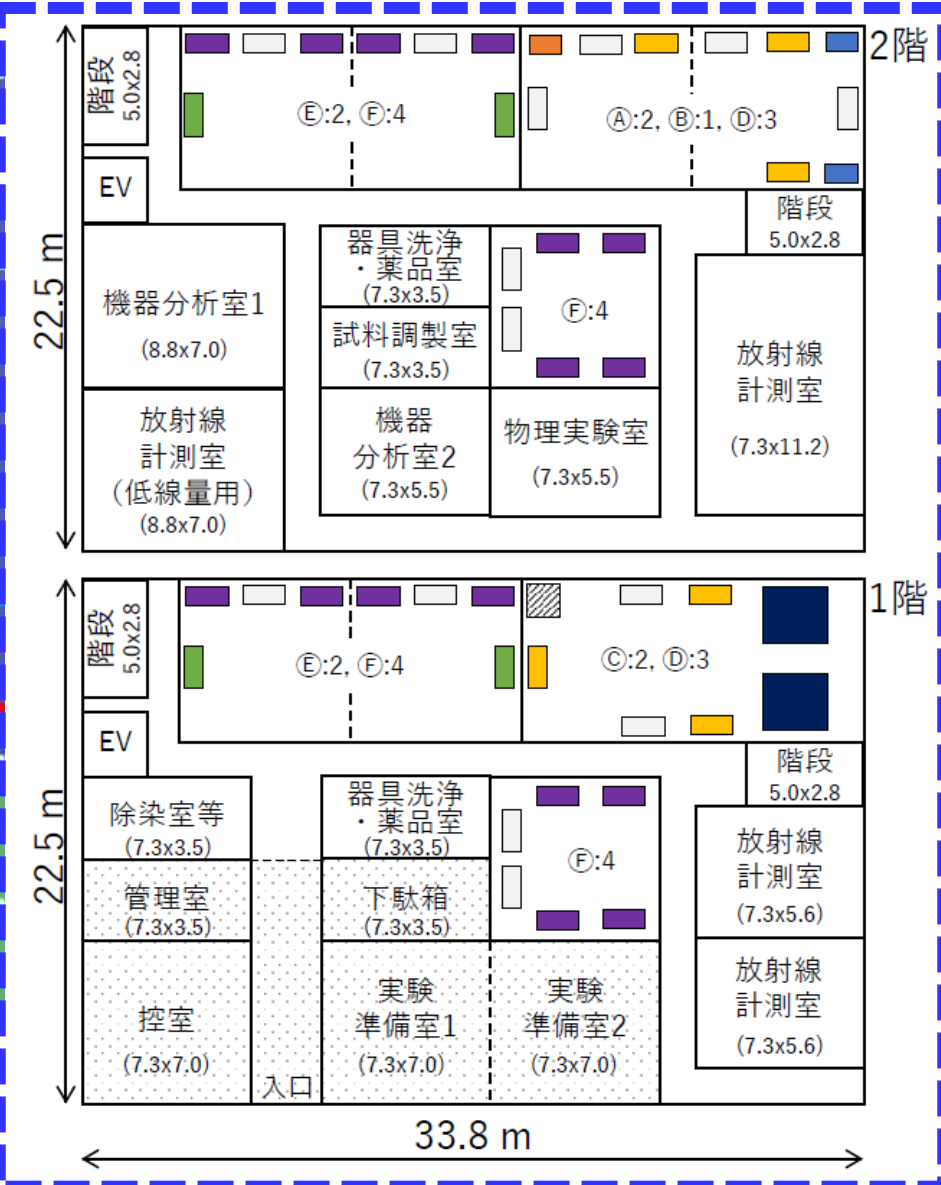 2階
階段
5.0x2.8
Ⓔ:2, Ⓕ:4
Ⓐ:2, Ⓑ:1, Ⓓ:3
EV
階段
5.0x2.8
22.5 m
機器分析室1
(8.8x7.0)
器具洗浄
・薬品室
(7.3x3.5)
試料調製室
(7.3x3.5)
Ⓕ:4
放射線
計測室
(7.3x11.2)
放射線
計測室
(低線量用)
(8.8x7.0)
機器
分析室2
(7.3x5.5)
物理実験室
(7.3x5.5)
1階
階段
5.0x2.8
Ⓔ:2, Ⓕ:4
Ⓒ:2, Ⓓ:3
EV
階段
5.0x2.8
22.5 m
除染室等
(7.3x3.5)
器具洗浄
・薬品室
(7.3x3.5)
Ⓕ:4
放射線
計測室
(7.3x5.6)
管理室
(7.3x3.5)
下駄箱
(7.3x3.5)
控室
(7.3x7.0)
入口
実験
準備室1
(7.3x7.0)
実験
準備室2
(7.3x7.0)
放射線
計測室
(7.3x5.6)
33.8 m